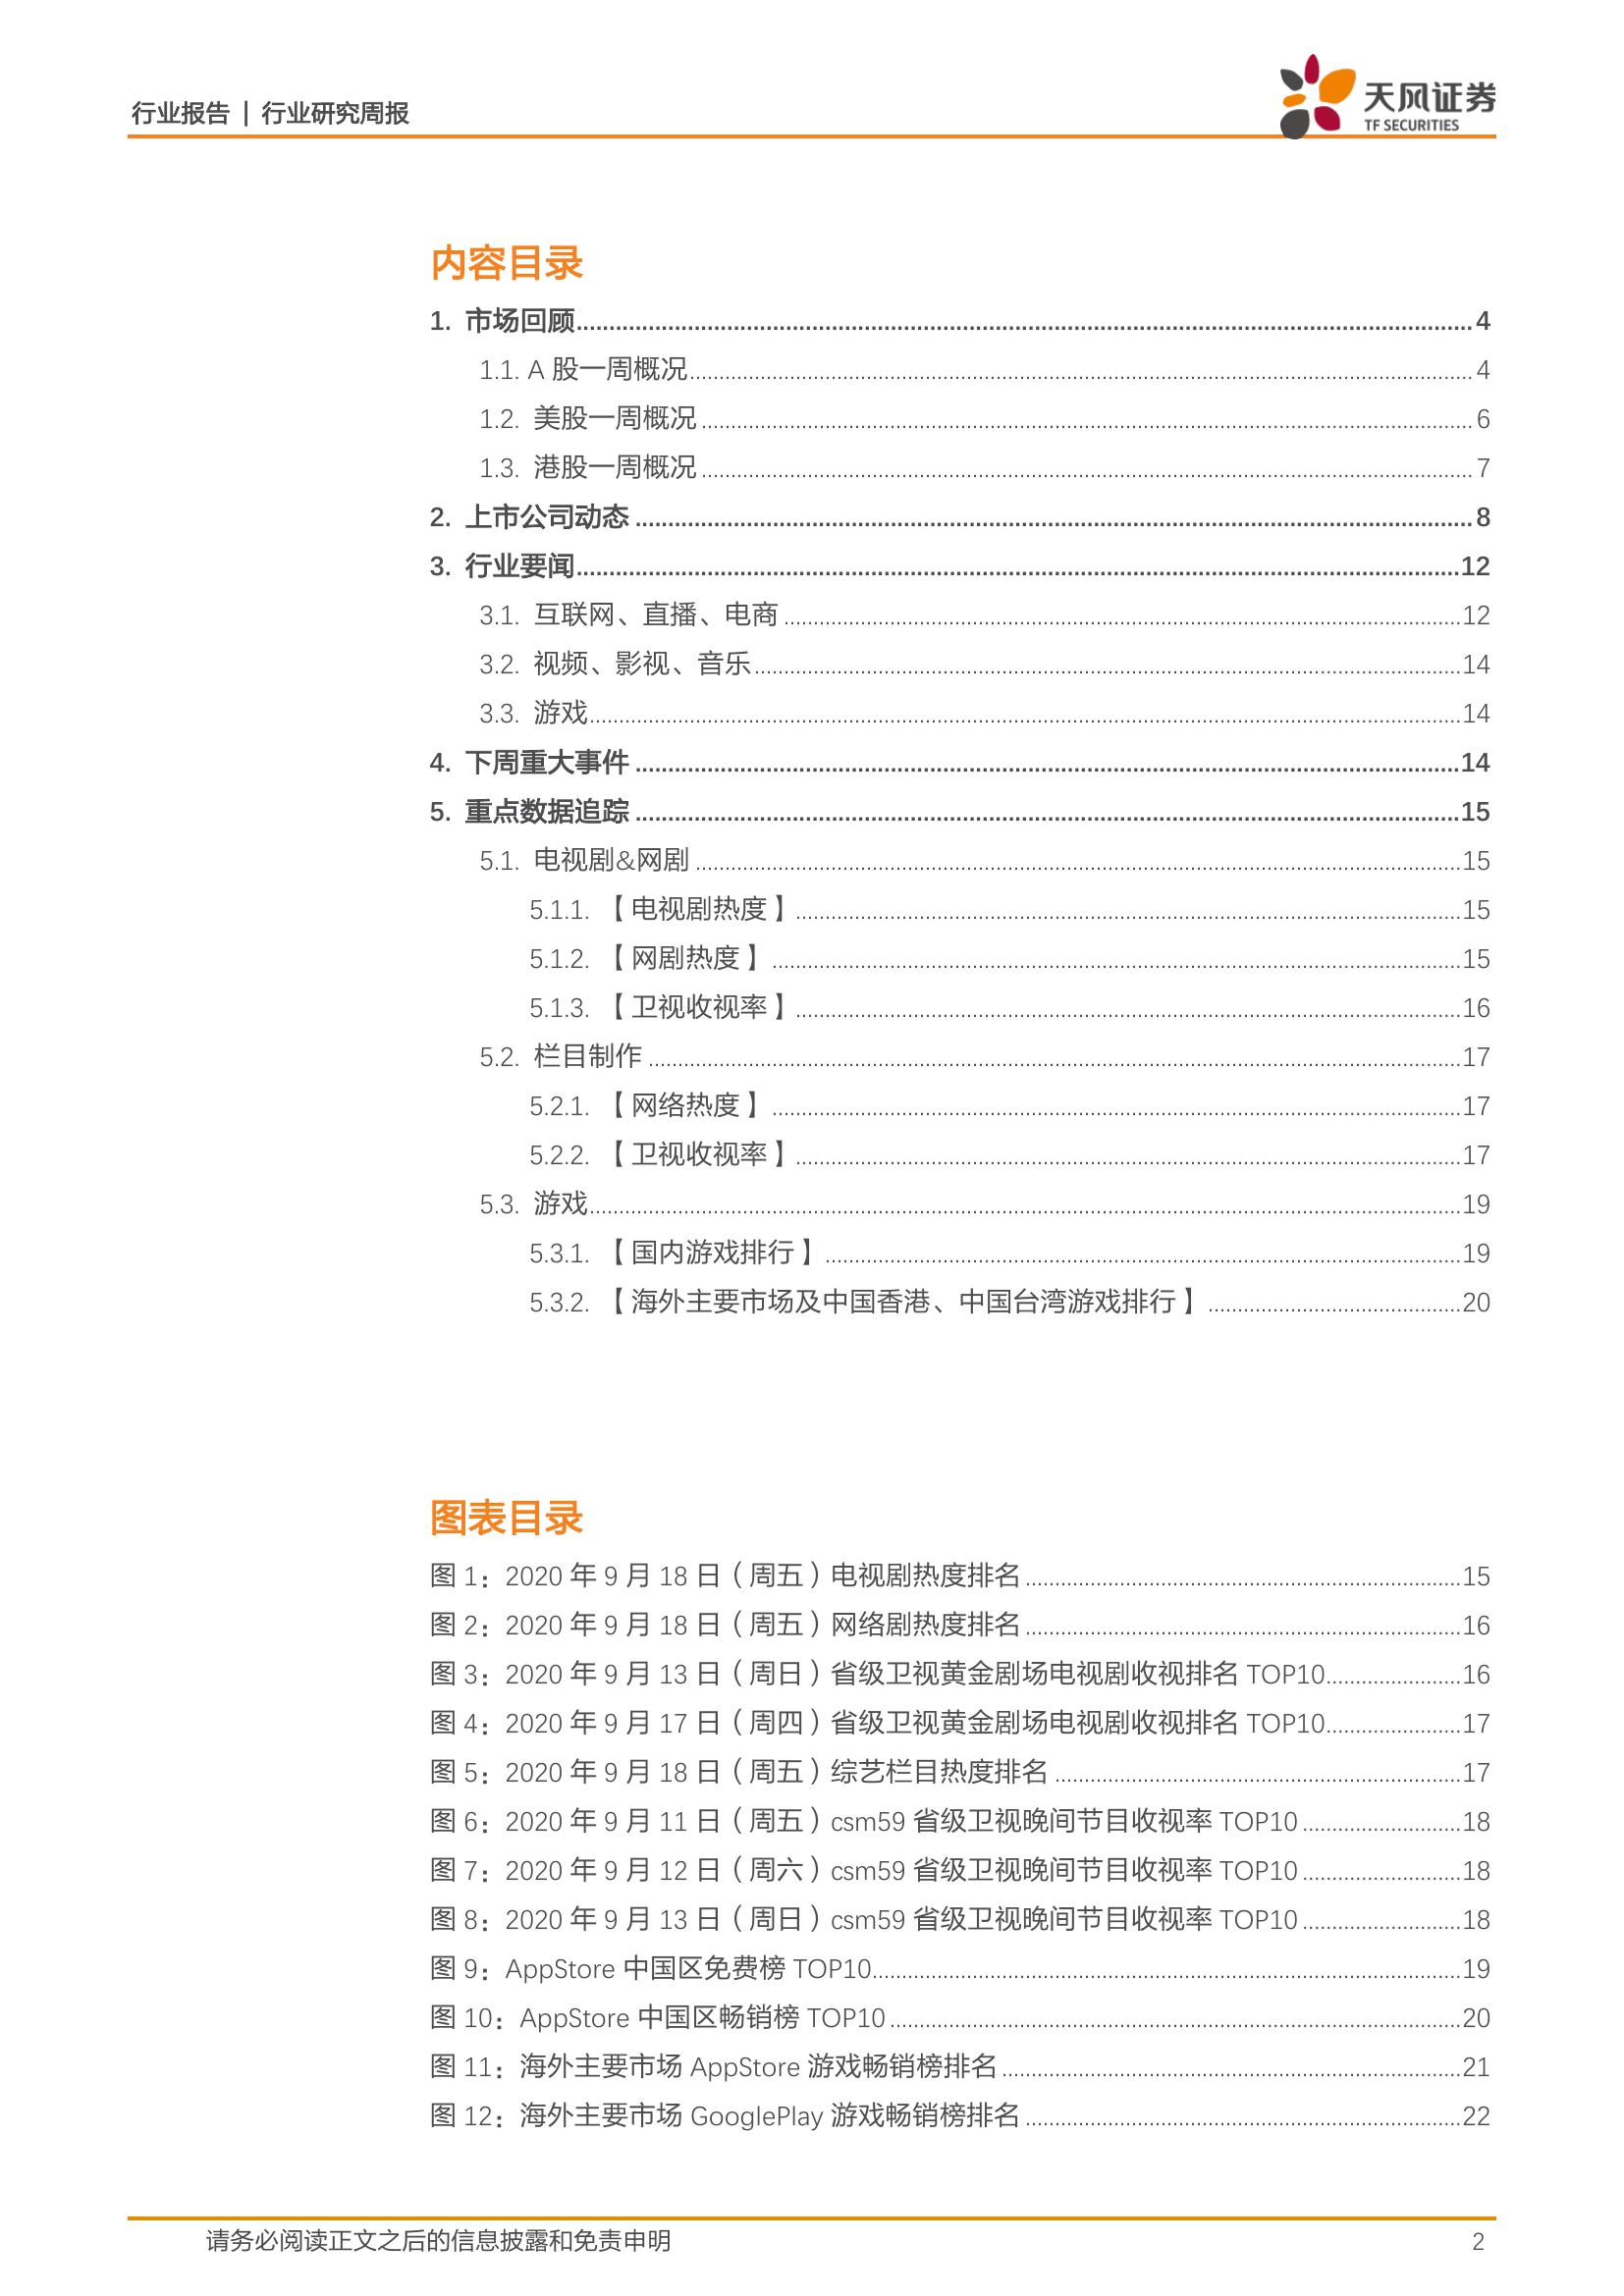 行业报告 | 行业研究周报
天风证券
TF SECURITIES
内容目录
1. 市场回顾 4
1.1. A 股一周概况 4
1.2. 美股一周概况 6
1.3. 港股一周概况 7
2. 上市公司动态 8
3. 行业要闻 12
3.1. 互联网、直播、电商 12
3.2. 视频、影视、音乐 14
3.3. 游戏 14
4. 下周重大事件 14
5. 重点数据追踪 15
5.1. 电视剧&网剧 15
5.1.1. 【电视剧热度】 15
5.1.2. 【网剧热度】 15
5.1.3. 【卫视收视率】 16
5.2. 栏目制作 17
5.2.1. 【网络热度】 17
5.2.2. 【卫视收视率】 17
5.3. 游戏 19
5.3.1. 【国内游戏排行】 19
5.3.2. 【海外主要市场及中国香港、中国台湾游戏排行】 20
图表目录
图 1：2020 年 9 月 18 日（周五）电视剧热度排名 15
图 2：2020 年 9 月 18 日（周五）网络剧热度排名 16
图 3：2020 年 9 月 13 日（周日）省级卫视黄金剧场电视剧收视排名 TOP10 16
图 4：2020 年 9 月 17 日（周四）省级卫视黄金剧场电视剧收视排名 TOP10 17
图 5：2020 年 9 月 18 日（周五）综艺栏目热度排名 17
图 6：2020 年 9 月 11 日（周五）csm59 省级卫视晚间节目收视率 TOP10 18
图 7：2020 年 9 月 12 日（周六）csm59 省级卫视晚间节目收视率 TOP10 18
图 8：2020 年 9 月 13 日（周日）csm59 省级卫视晚间节目收视率 TOP10 18
图 9：AppStore 中国区免费榜 TOP10 19
图 10：AppStore 中国区畅销榜 TOP10 20
图 11：海外主要市场 AppStore 游戏畅销榜排名 21
图 12：海外主要市场 GooglePlay 游戏畅销榜排名 22
请务必阅读正文之后的信息披露和免责申明 2